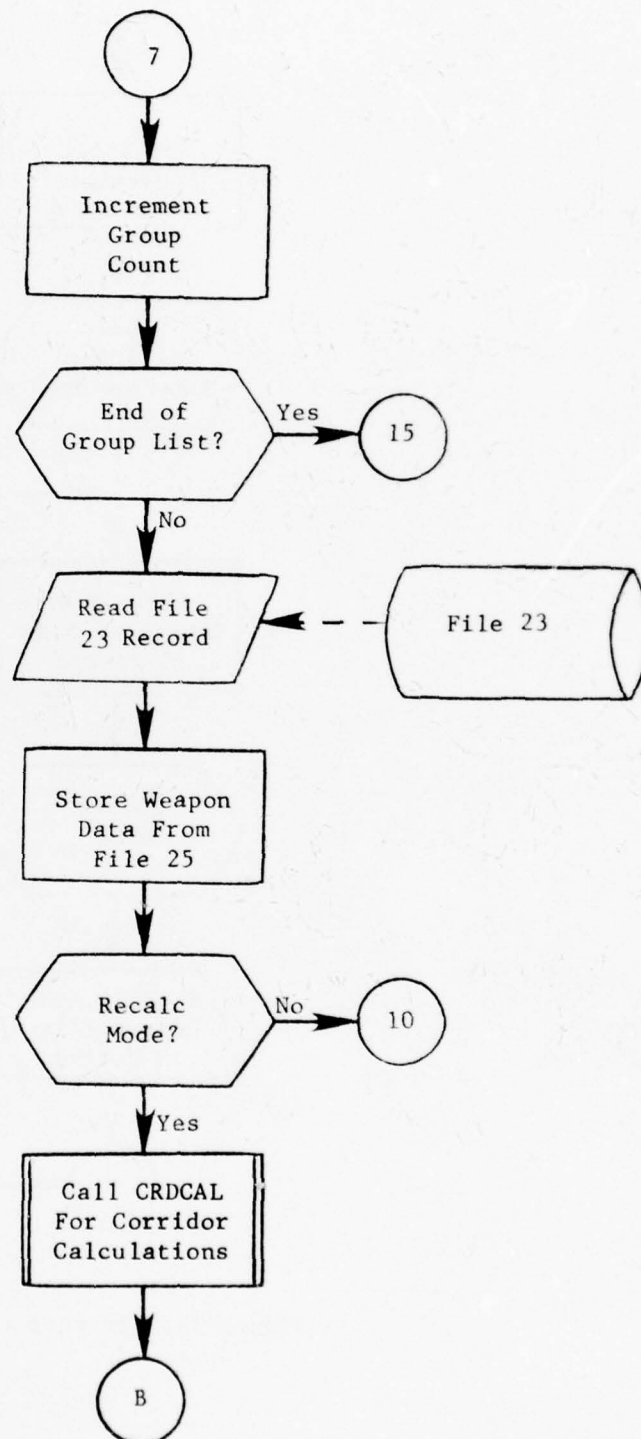 7
Increment
Group
Count
End of
Group List?
Yes
15
No
Read File
23 Record
File 23
Store Weapon
Data From
File 25
Recalc
Mode?
No
10
Yes
Call CRDCAL
For Corridor
Calculations
B